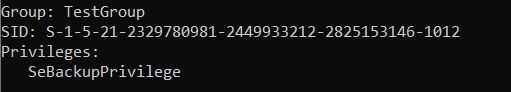 Group: TestGroup
SID: S-1-5-21-2329780981-2449933212-2825153146-1012
Privileges:
   SeBackupPrivilege